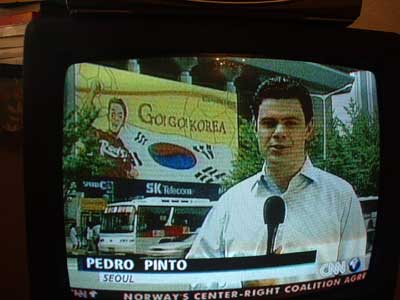 GO! GO! KOREA
SK Telecom
PEDRO PINTO
SEOUL
CNN
NORWAY'S CENTER-RIGHT COALITION AGRE